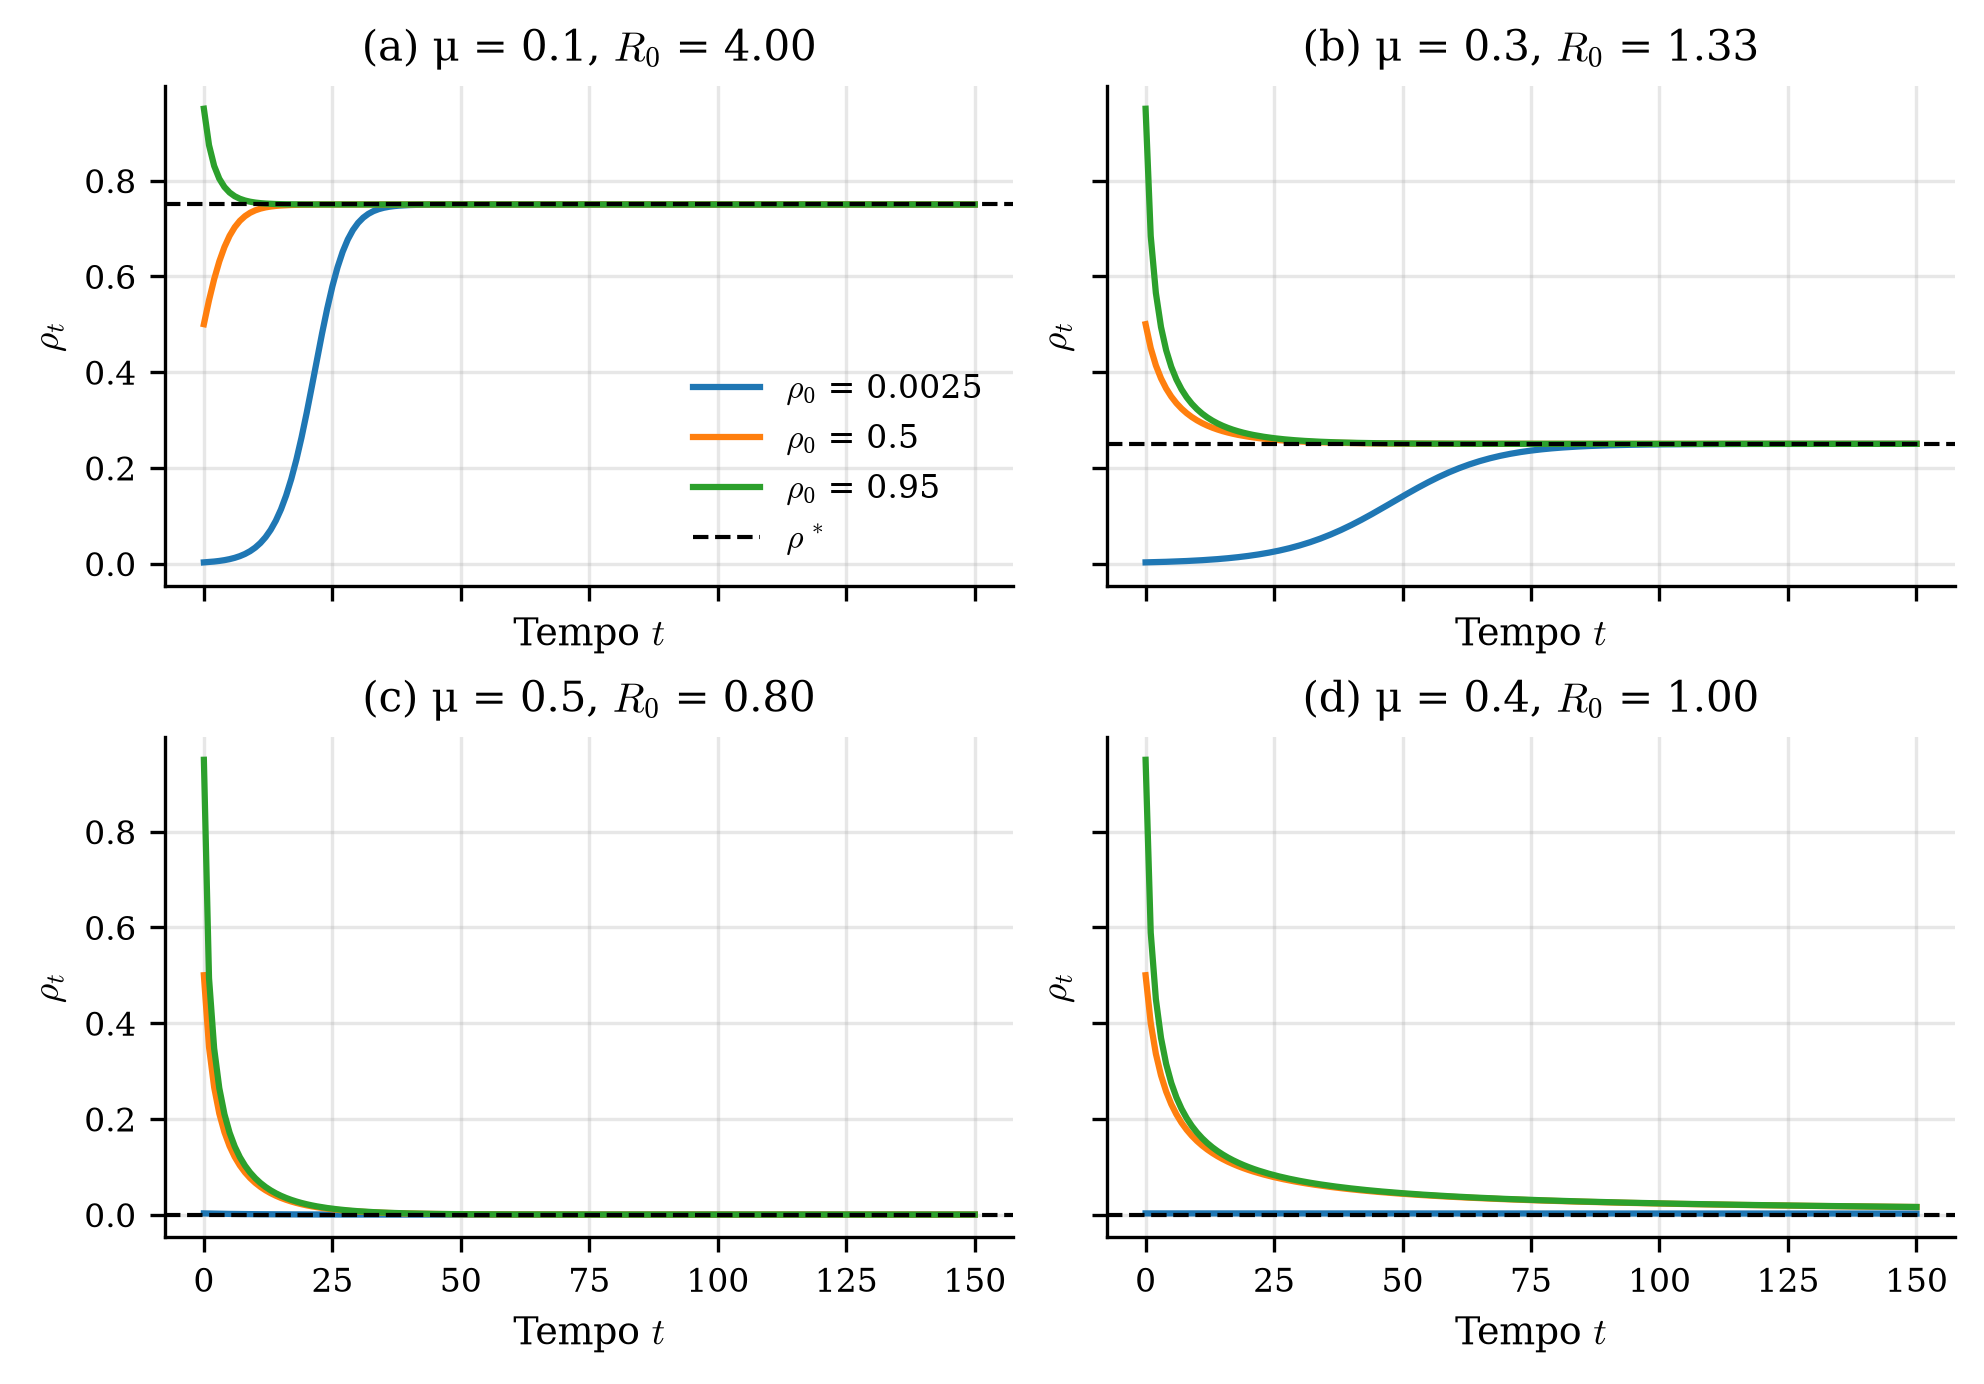 (a) μ = 0.1, R₀ = 4.00
0.8
0.6
0.4
0.2
0.0
ρₜ
ρ₀ = 0.0025
ρ₀ = 0.5
ρ₀ = 0.95
ρ*
Tempo t
(b) μ = 0.3, R₀ = 1.33
ρₜ
Tempo t
(c) μ = 0.5, R₀ = 0.80
0.8
0.6
0.4
0.2
0.0
ρₜ
0 25 50 75 100 125 150
Tempo t
(d) μ = 0.4, R₀ = 1.00
ρₜ
0 25 50 75 100 125 150
Tempo t